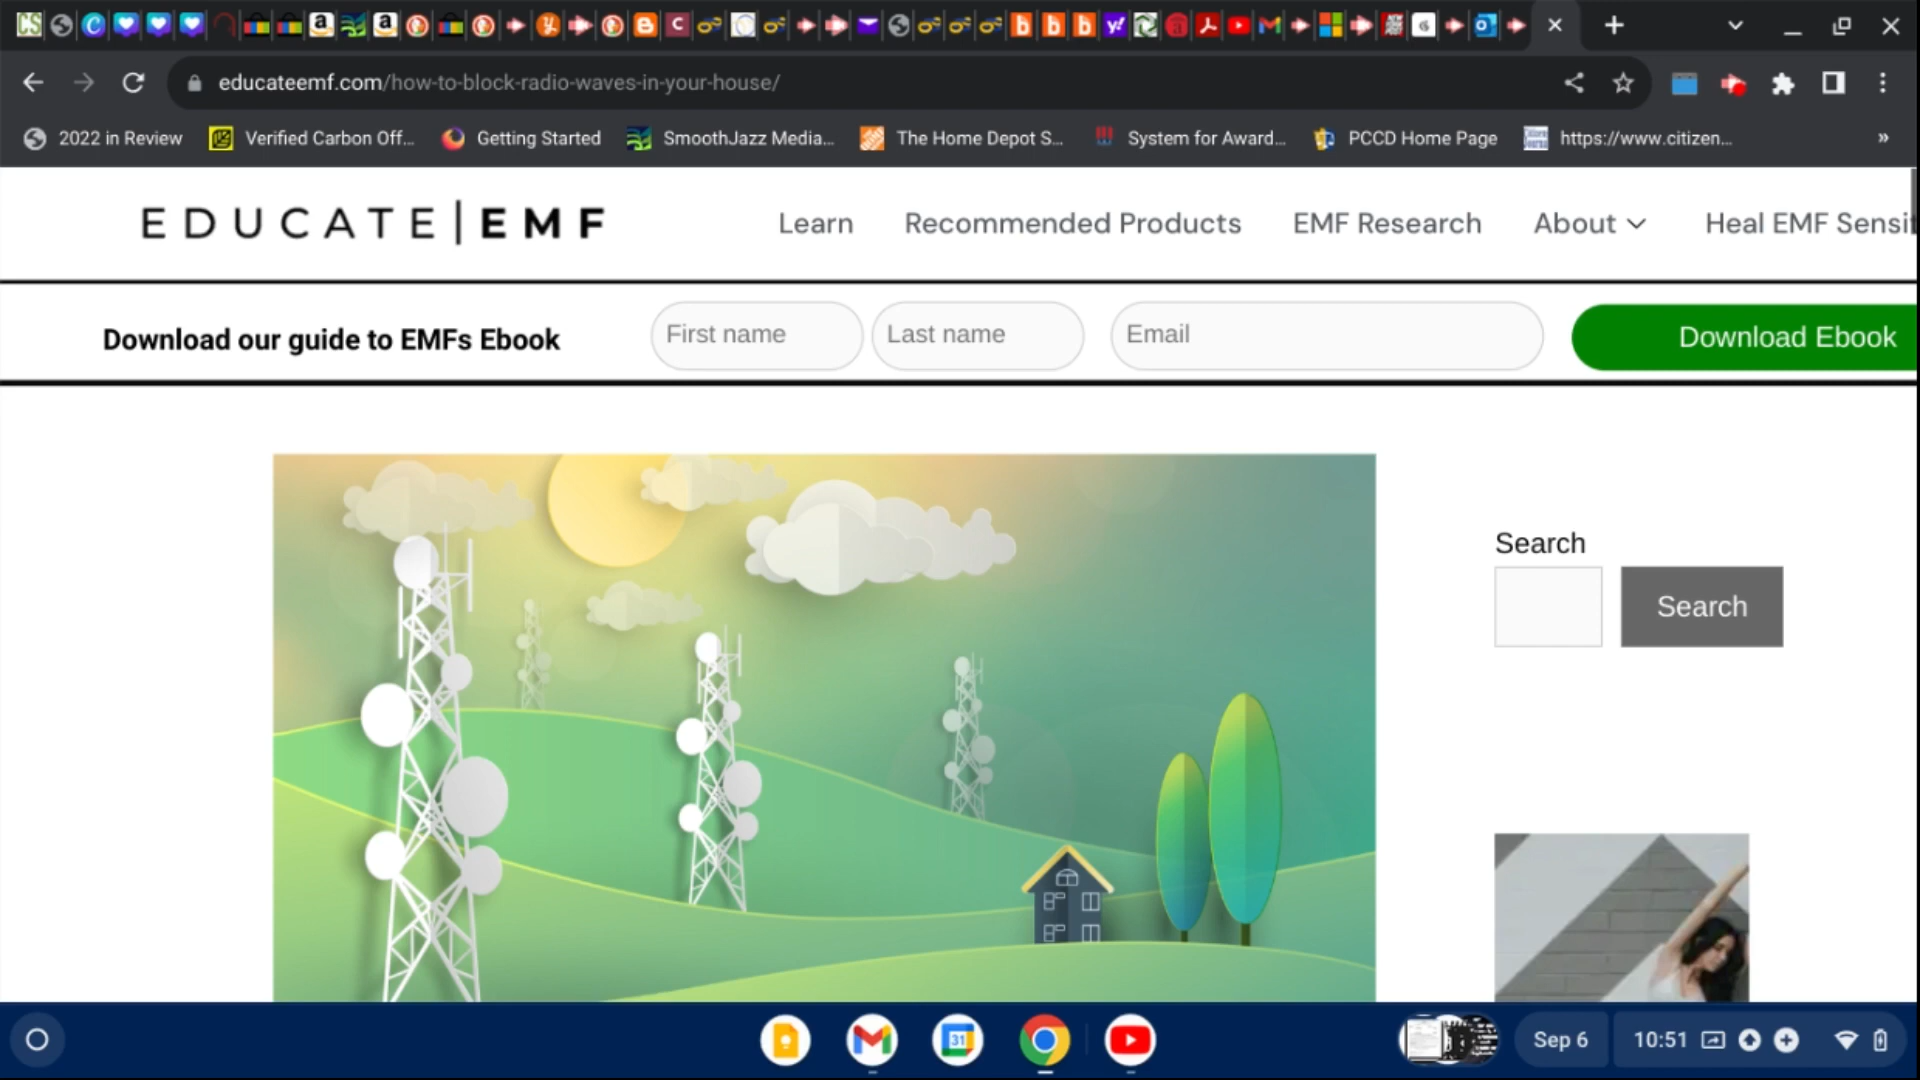 educateemf.com/how-to-block-radio-waves-in-your-house/
2022 in Review Verified Carbon Off... Getting Started SmoothJazz Media... The Home Depot S... System for Award... PCCD Home Page https://www.citizen... »
EDUCATE|EMF Learn Recommended Products EMF Research About Heal EMF Sensit
Download our guide to EMFs Ebook First name Last name Email Download Ebook
Search
Search
31 Sep 6 10:51